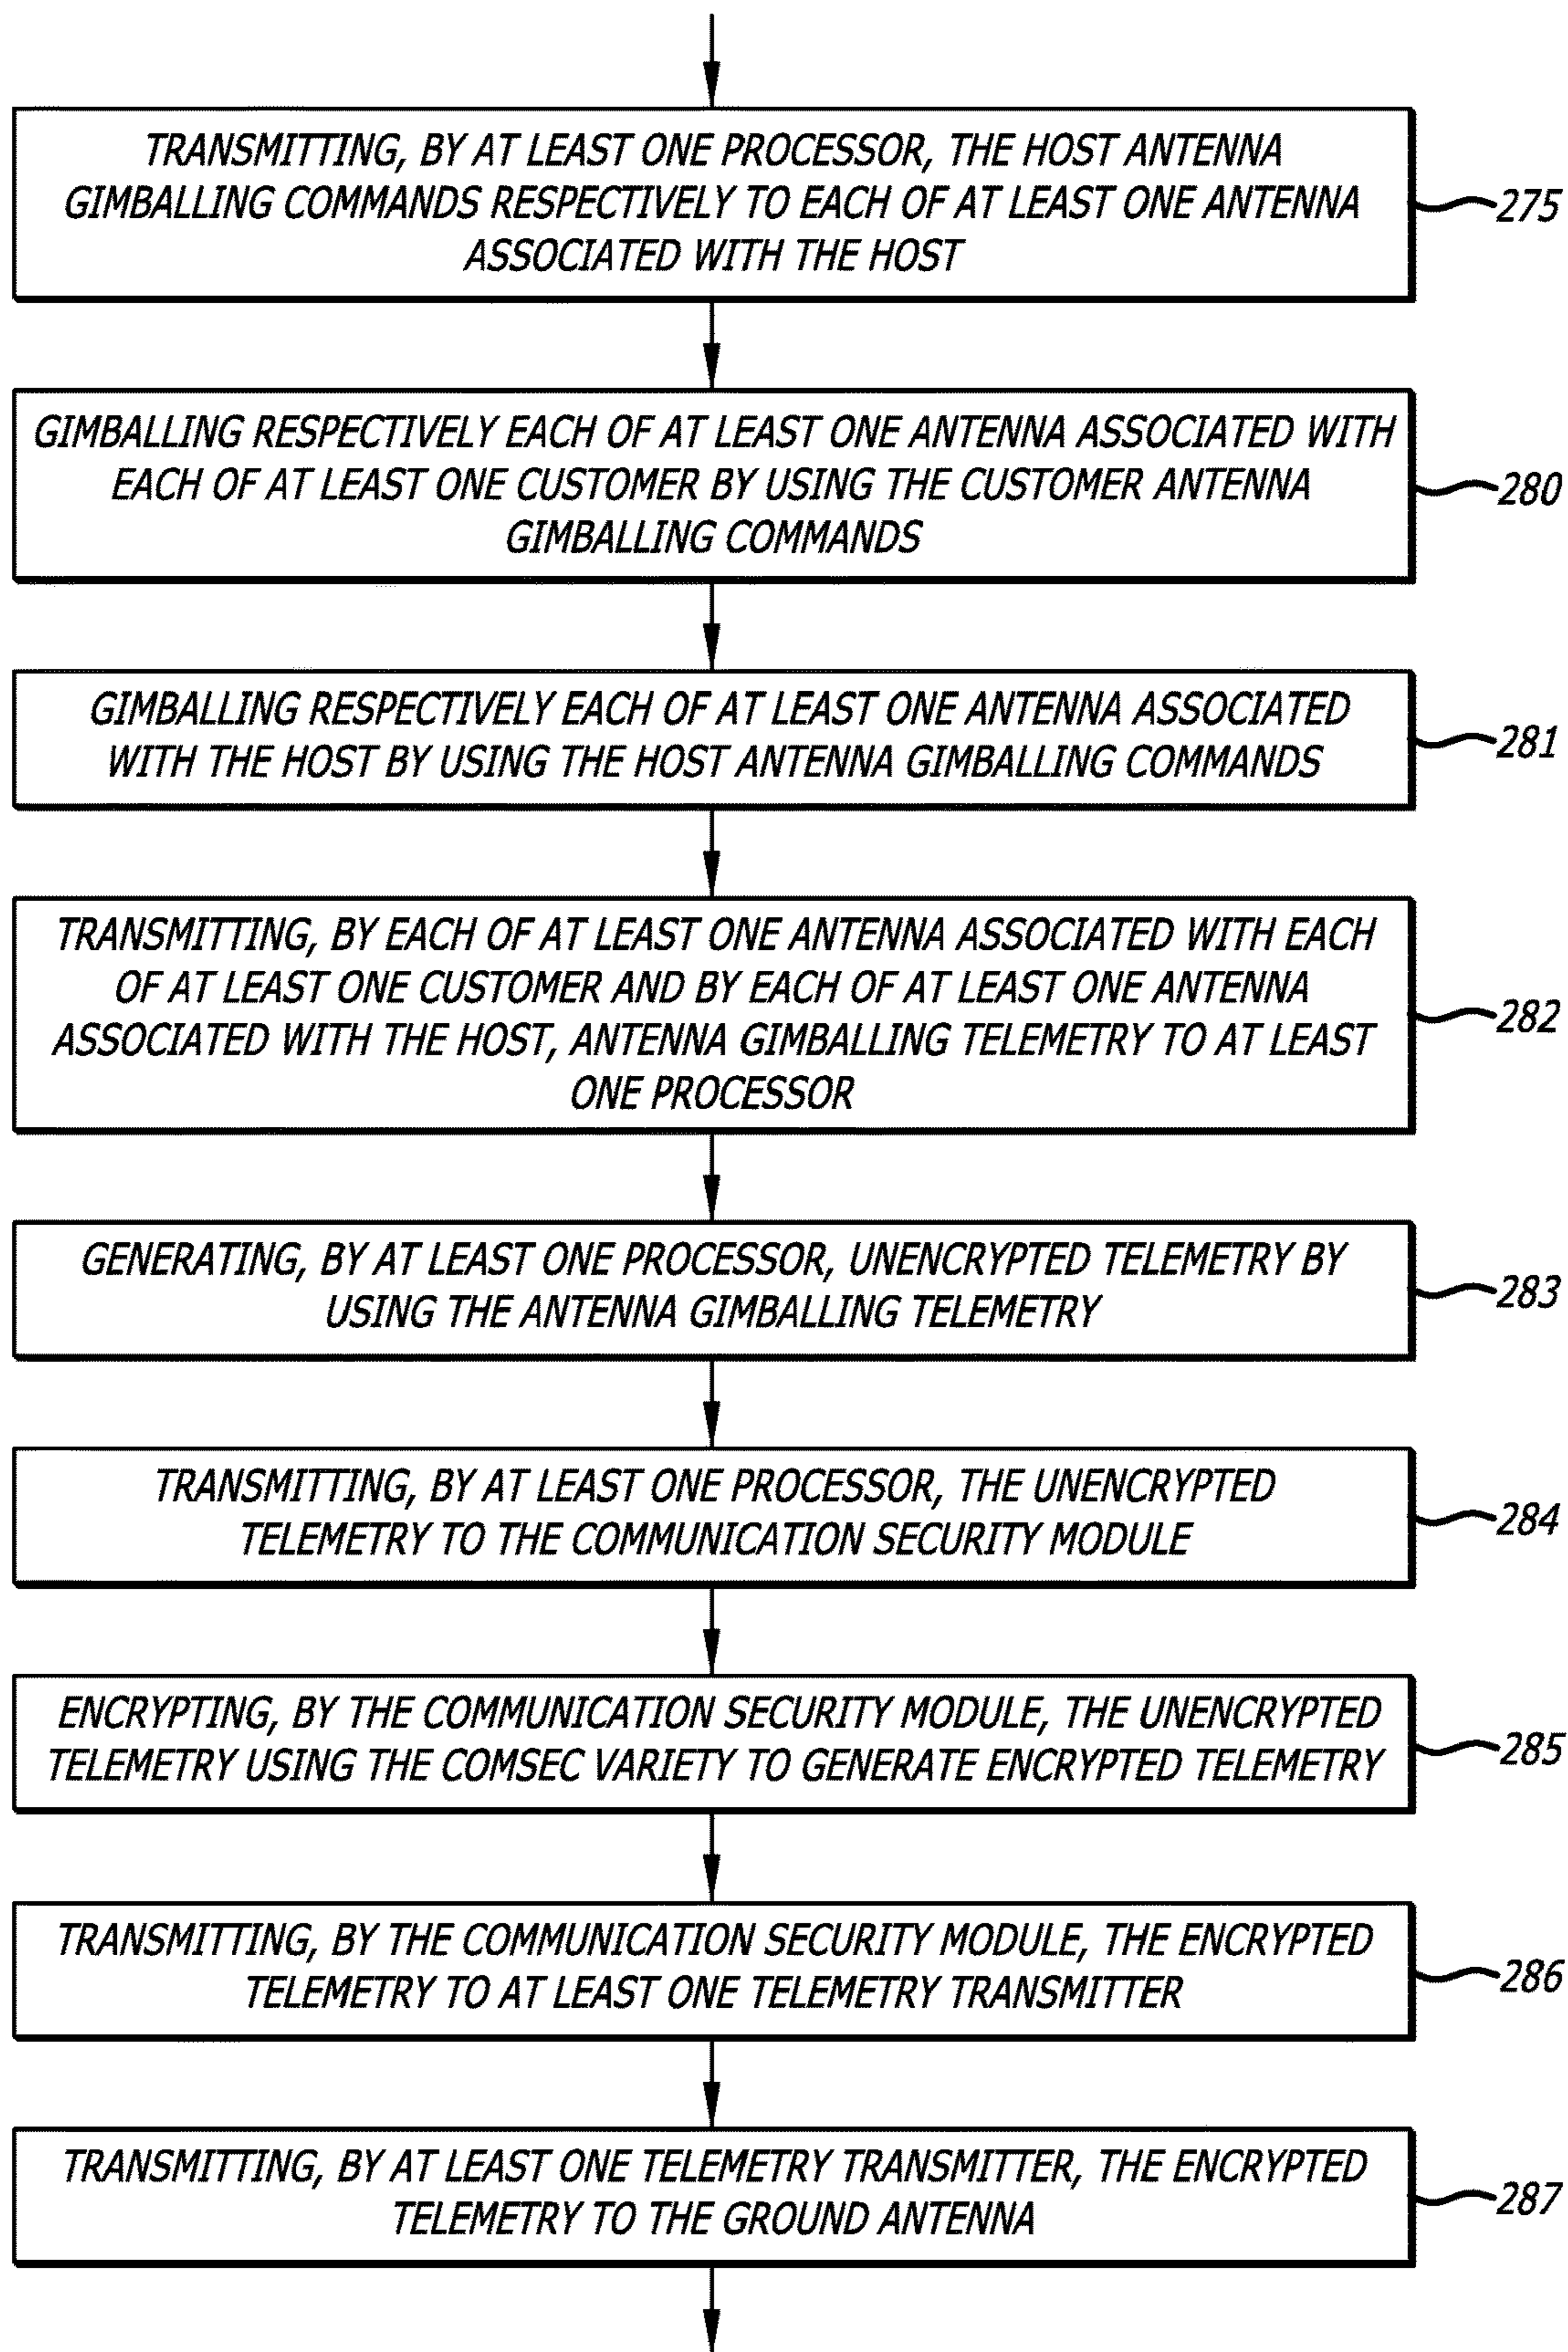 TRANSMITTING, BY AT LEAST ONE PROCESSOR, THE HOST ANTENNA
GIMBALLING COMMANDS RESPECTIVELY TO EACH OF AT LEAST ONE ANTENNA
ASSOCIATED WITH THE HOST
275
GIMBALLING RESPECTIVELY EACH OF AT LEAST ONE ANTENNA ASSOCIATED WITH
EACH OF AT LEAST ONE CUSTOMER BY USING THE CUSTOMER ANTENNA
GIMBALLING COMMANDS
280
GIMBALLING RESPECTIVELY EACH OF AT LEAST ONE ANTENNA ASSOCIATED
WITH THE HOST BY USING THE HOST ANTENNA GIMBALLING COMMANDS
281
TRANSMITTING, BY EACH OF AT LEAST ONE ANTENNA ASSOCIATED WITH EACH
OF AT LEAST ONE CUSTOMER AND BY EACH OF AT LEAST ONE ANTENNA
ASSOCIATED WITH THE HOST, ANTENNA GIMBALLING TELEMETRY TO AT LEAST
ONE PROCESSOR
282
GENERATING, BY AT LEAST ONE PROCESSOR, UNENCRYPTED TELEMETRY BY
USING THE ANTENNA GIMBALLING TELEMETRY
283
TRANSMITTING, BY AT LEAST ONE PROCESSOR, THE UNENCRYPTED
TELEMETRY TO THE COMMUNICATION SECURITY MODULE
284
ENCRYPTING, BY THE COMMUNICATION SECURITY MODULE, THE UNENCRYPTED
TELEMETRY USING THE COMSEC VARIETY TO GENERATE ENCRYPTED TELEMETRY
285
TRANSMITTING, BY THE COMMUNICATION SECURITY MODULE, THE ENCRYPTED
TELEMETRY TO AT LEAST ONE TELEMETRY TRANSMITTER
286
TRANSMITTING, BY AT LEAST ONE TELEMETRY TRANSMITTER, THE ENCRYPTED
TELEMETRY TO THE GROUND ANTENNA
287